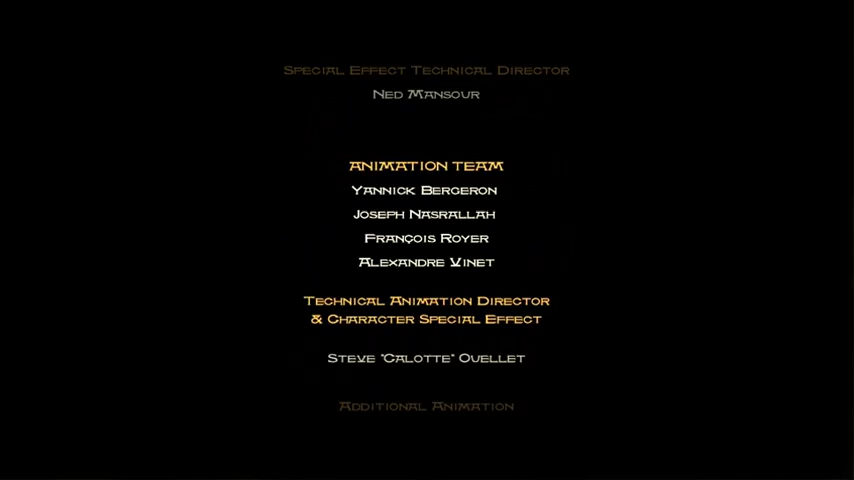 Special Effect Technical Director
Ned Mansour
Animation Team
Yannick Bergeron
Joseph Nasrallah
François Royer
Alexandre Vinet
Technical Animation Director
& Character Special Effect
Steve "Calotte" Ouellet
Additional Animation